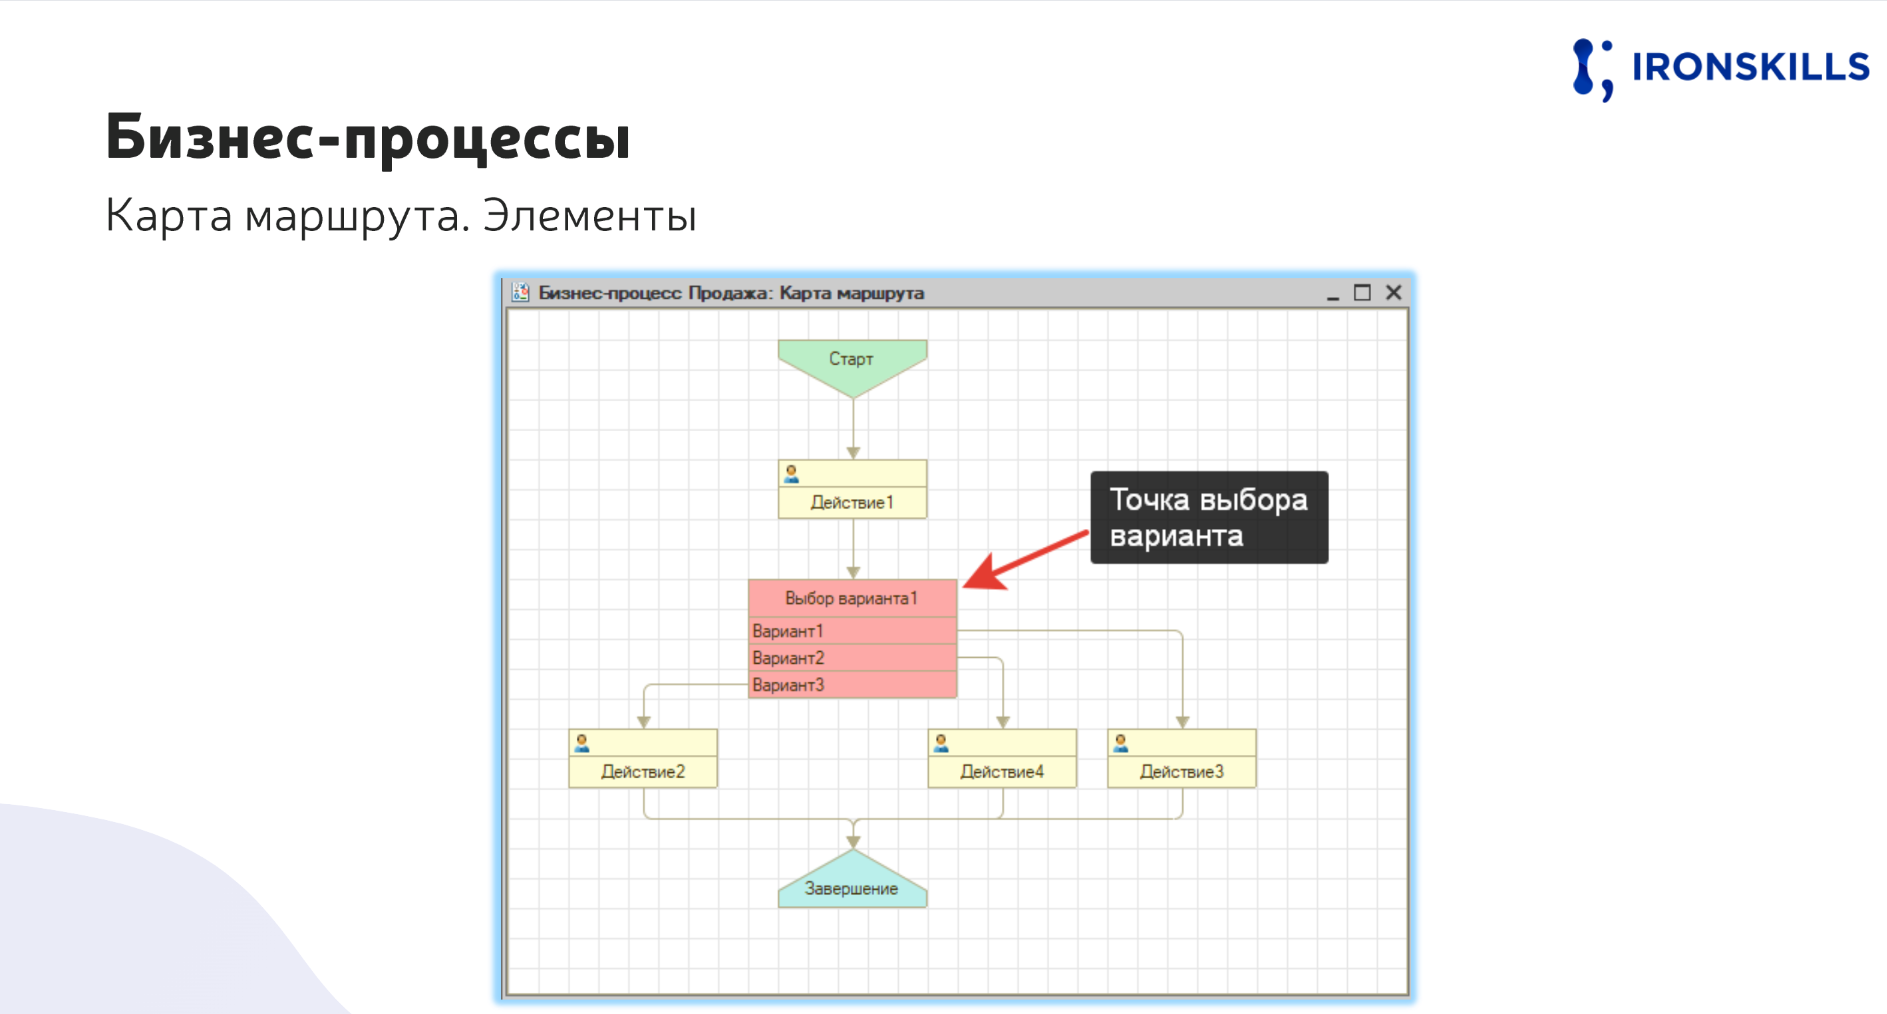 IRONSKILLS
Бизнес-процессы
Карта маршрута. Элементы
Бизнес-процесс Продажа: Карта маршрута
Старт
Действие1
Точка выбора
варианта
Выбор варианта1
Вариант1
Вариант2
Вариант3
Действие2
Действие4
Действие3
Завершение